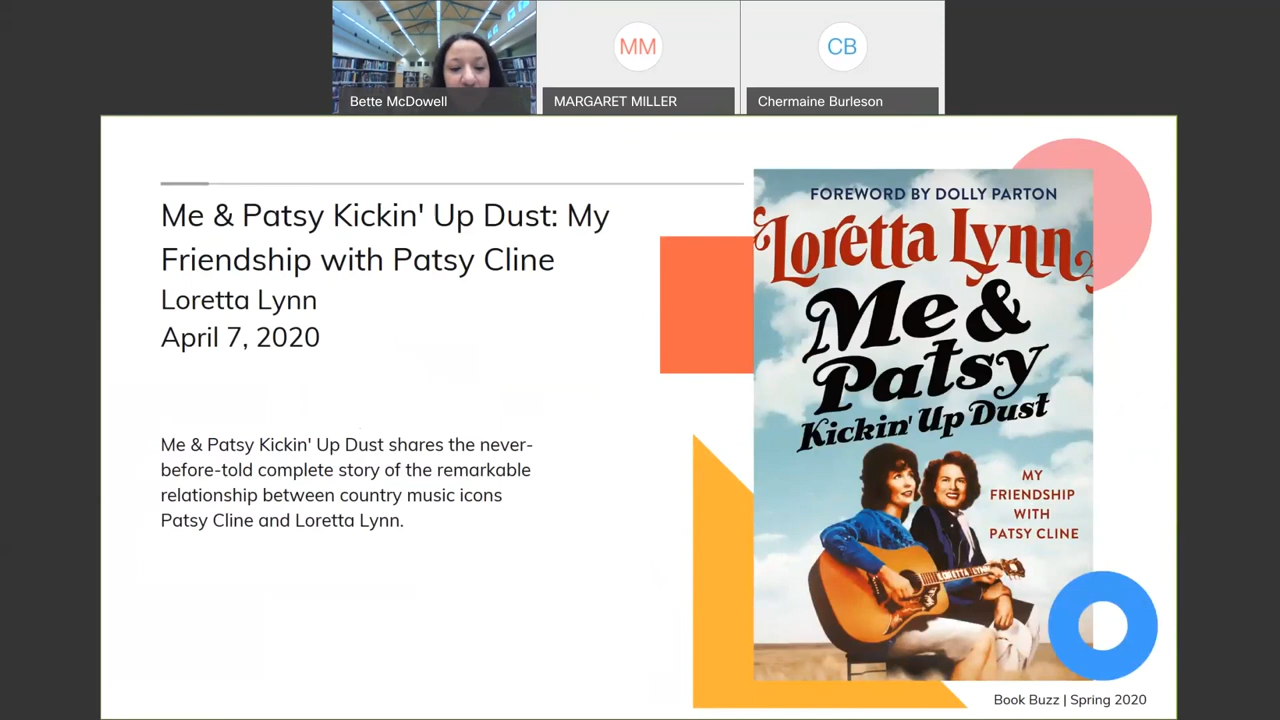 MM
CB
Bette McDowell
MARGARET MILLER
Chermaine Burleson
Me & Patsy Kickin' Up Dust: My
Friendship with Patsy Cline
Loretta Lynn
April 7, 2020
Me & Patsy Kickin' Up Dust shares the never-
before-told complete story of the remarkable
relationship between country music icons
Patsy Cline and Loretta Lynn.
FOREWORD BY DOLLY PARTON
Loretta Lynn
Me &
Patsy
Kickin' Up Dust
MY
FRIENDSHIP
WITH
PATSY CLINE
LORETTA LYNN
Book Buzz | Spring 2020